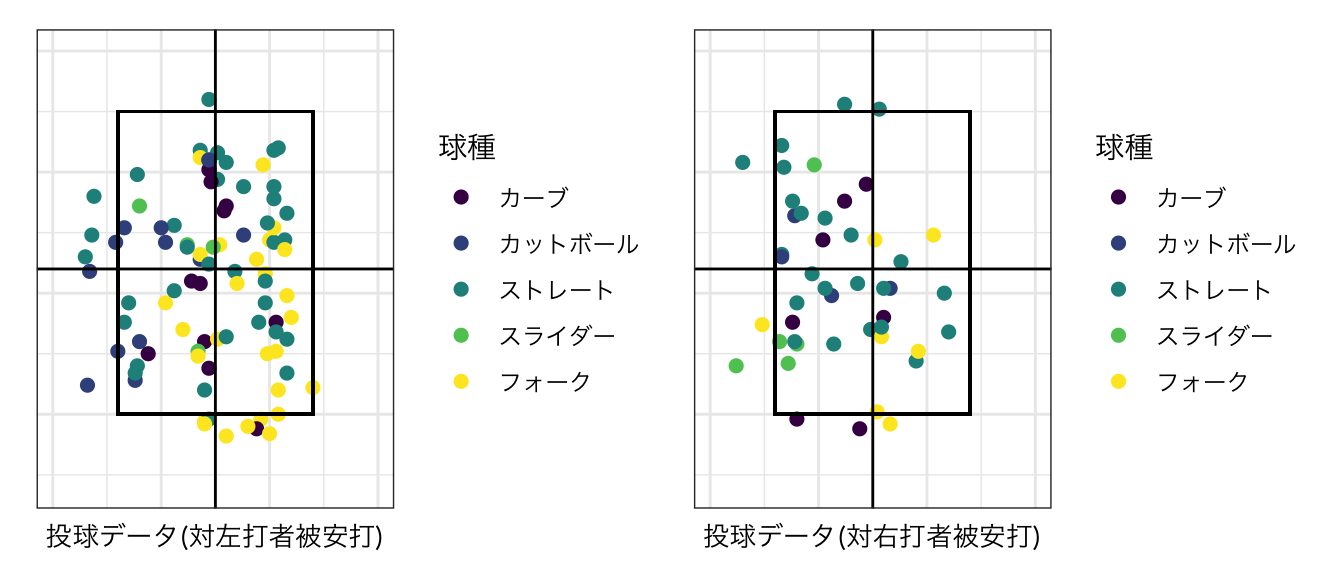 球種
カーブ
カットボール
ストレート
スライダー
フォーク
投球データ(対左打者被安打)
球種
カーブ
カットボール
ストレート
スライダー
フォーク
投球データ(対右打者被安打)